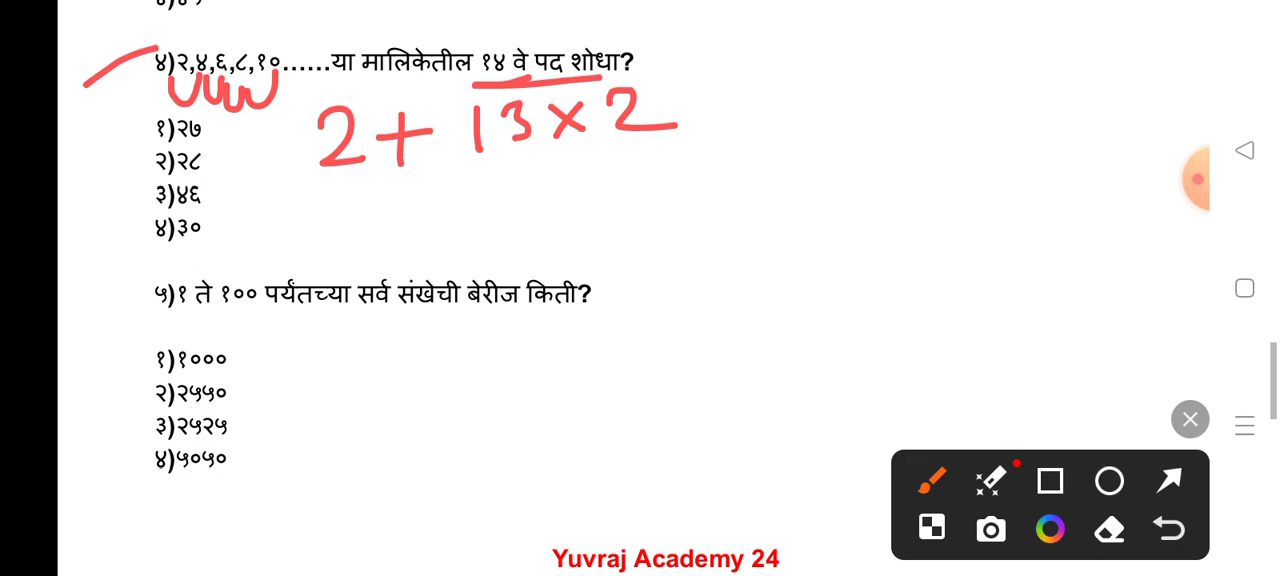 ४)२,४,६,८,१०......या मालिकेतील १४ वे पद शोधा?
2 + 13 × 2
१)२७
२)२८
३)४६
४)३०
५)१ ते १०० पर्यंतच्या सर्व संखेची बेरीज किती?
१)१०००
२)२५५०
३)२५२५
४)५०५०
Yuvraj Academy 24